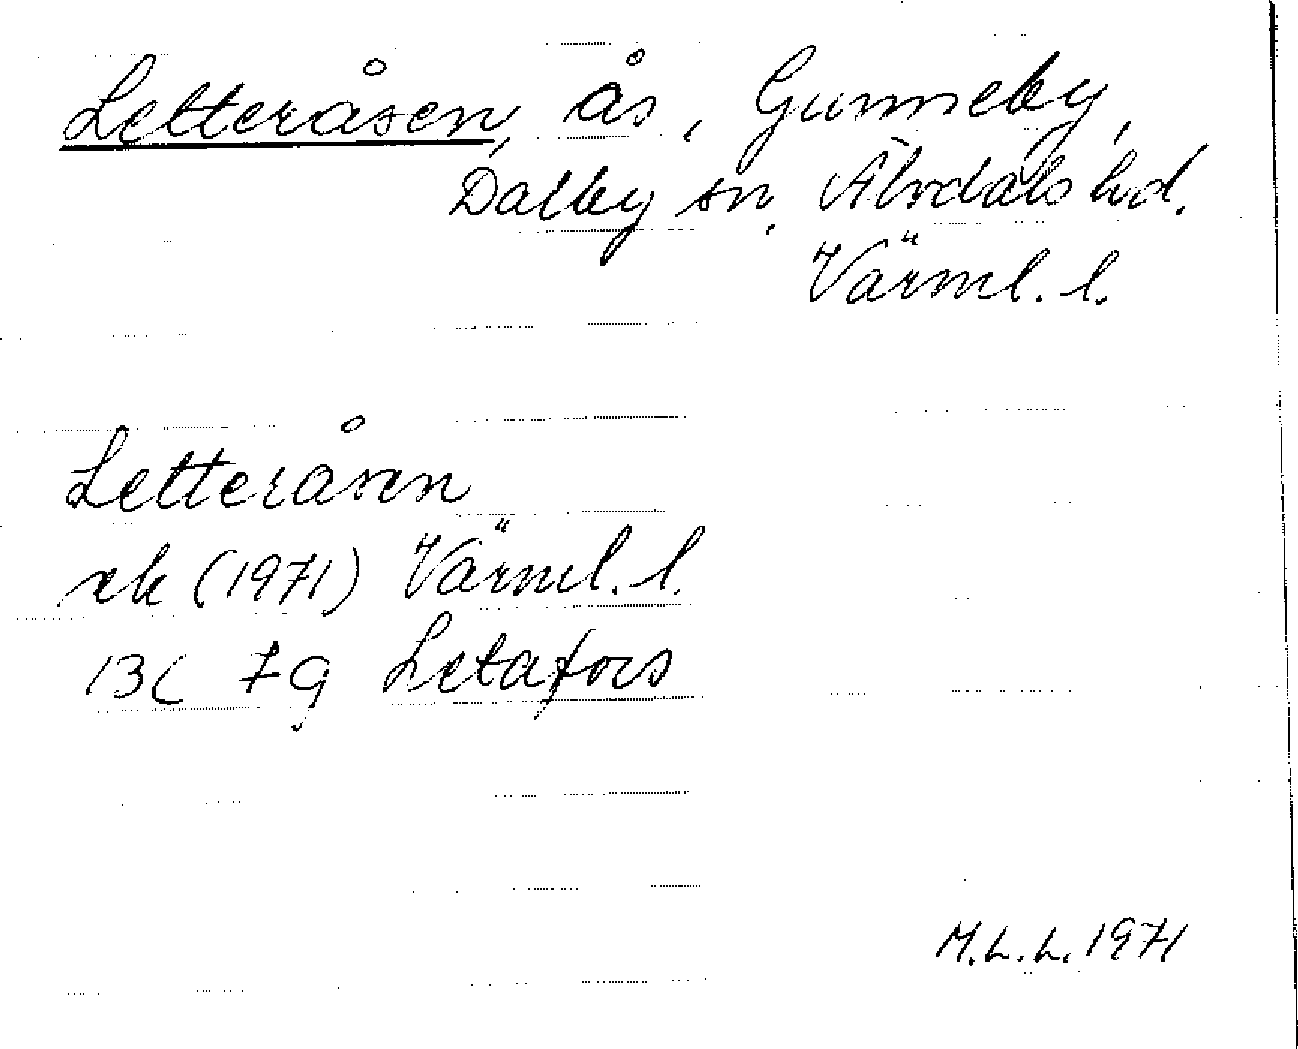 Letteråsen, ås, Gunneby,
Dalby sn, Älvdals hd.
Värml. l.
Letteråsen
ek (1971) Värml. l.
13C 7g Letafors
M.L.L. 1971